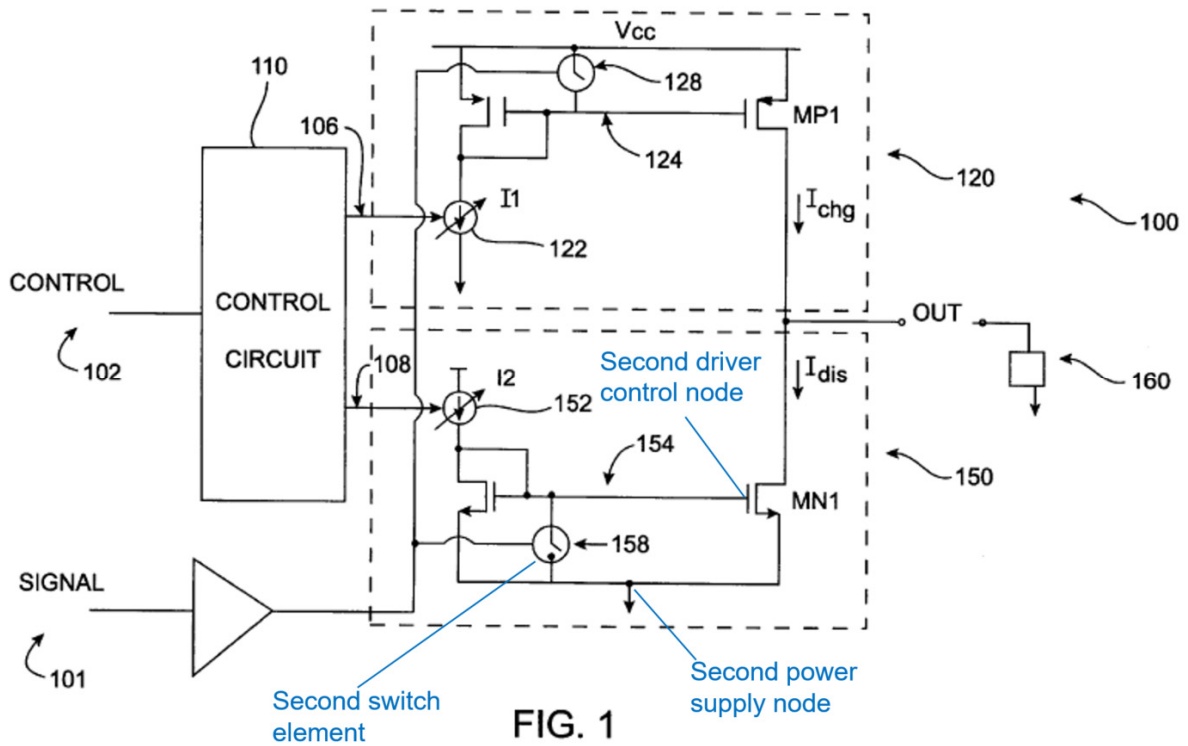 Vcc
110
128
106
MP1
124
120
I1
Ichg
100
122
CONTROL
CONTROL
CIRCUIT
OUT
102
108
I2
Second driver
control node
Idis
160
152
154
150
MN1
158
SIGNAL
101
Second switch
element
Second power
supply node
FIG. 1